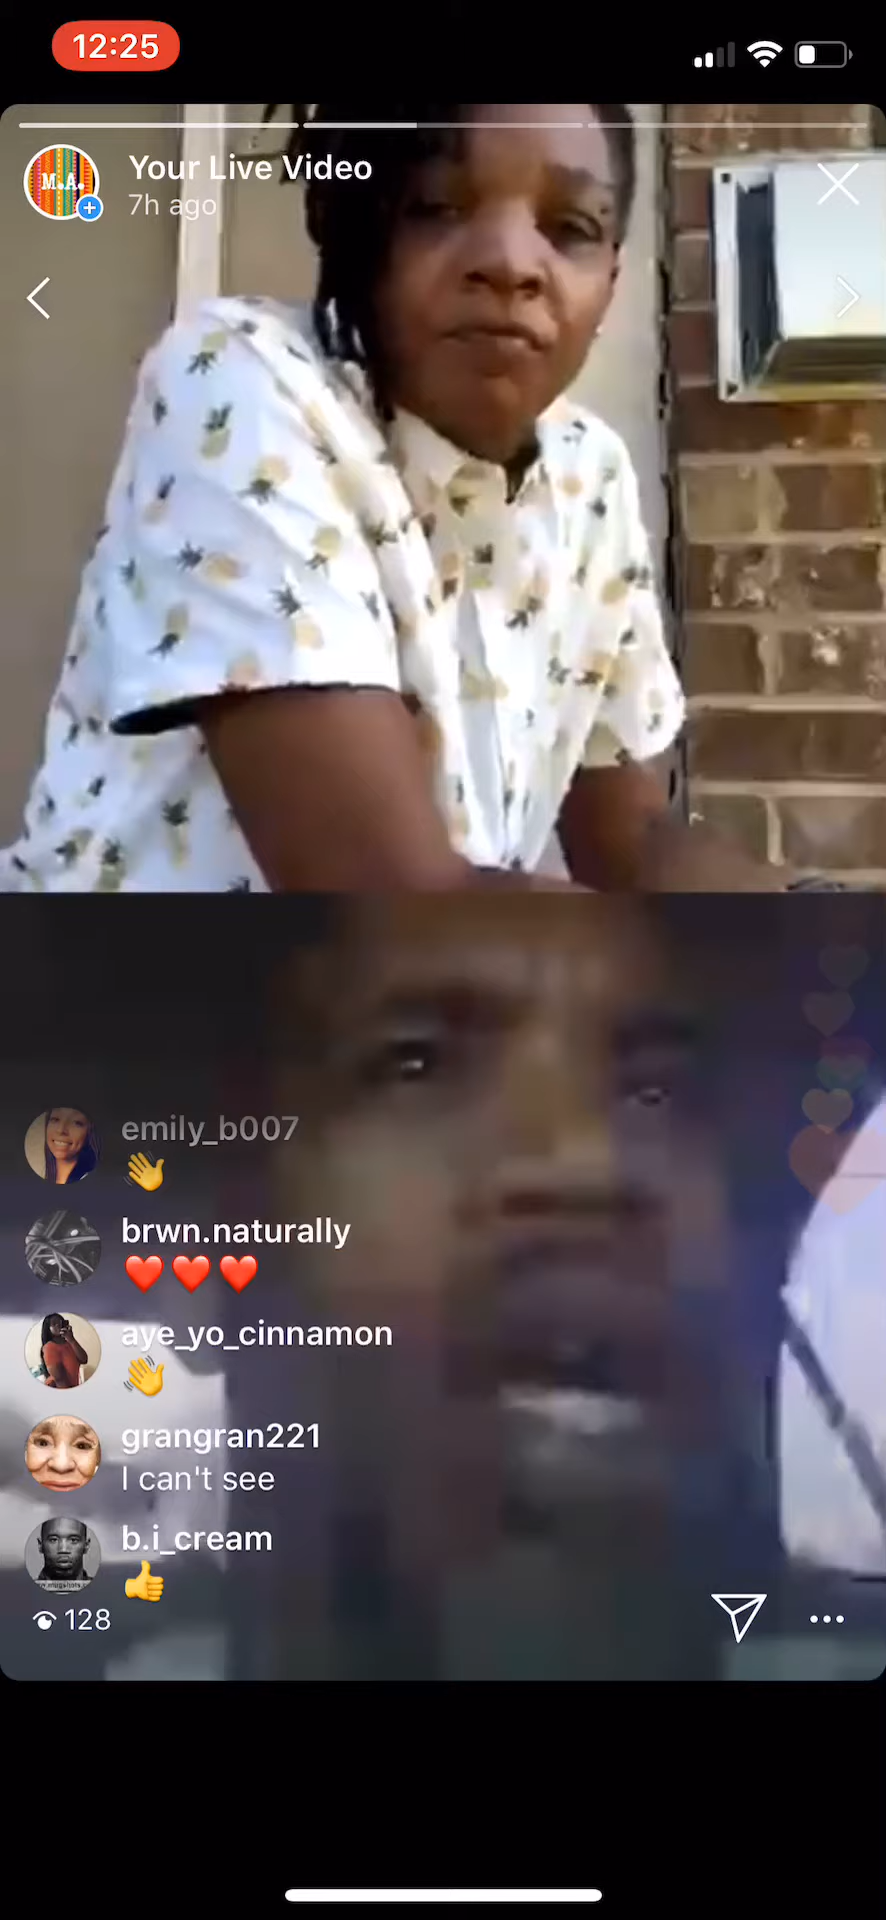 12:25
M.A.
Your Live Video
7h ago
emily_b007
👋
brwn.naturally
❤️❤️❤️
aye_yo_cinnamon
👋
grangran221
I can't see
b.i_cream
👍
128